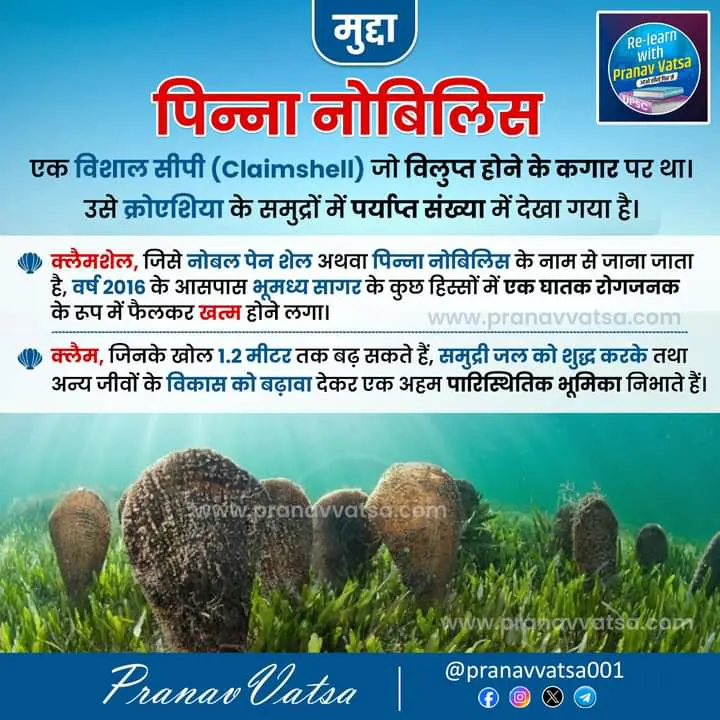 मुद्दा
Re-learn
with
Pranav Vatsa
UPSC
पिन्ना नोबिलिस
एक विशाल सीपी (Claimshell) जो विलुप्त होने के कगार पर था।
उसे क्रोएशिया के समुद्रों में पर्याप्त संख्या में देखा गया है।
क्लैमशेल, जिसे नोबल पेन शेल अथवा पिन्ना नोबिलिस के नाम से जाना जाता
है, वर्ष 2016 के आसपास भूमध्य सागर के कुछ हिस्सों में एक घातक रोगजनक
के रूप में फैलकर खत्म होने लगा।
www.pranavvatsa.com
क्लैम, जिनके खोल 1.2 मीटर तक बढ़ सकते हैं, समुद्री जल को शुद्ध करके तथा
अन्य जीवों के विकास को बढ़ावा देकर एक अहम पारिस्थितिक भूमिका निभाते हैं।
www.pranavvatsa.com
www.pranavvatsa.com
Pranav Vatsa
@pranavvatsa001